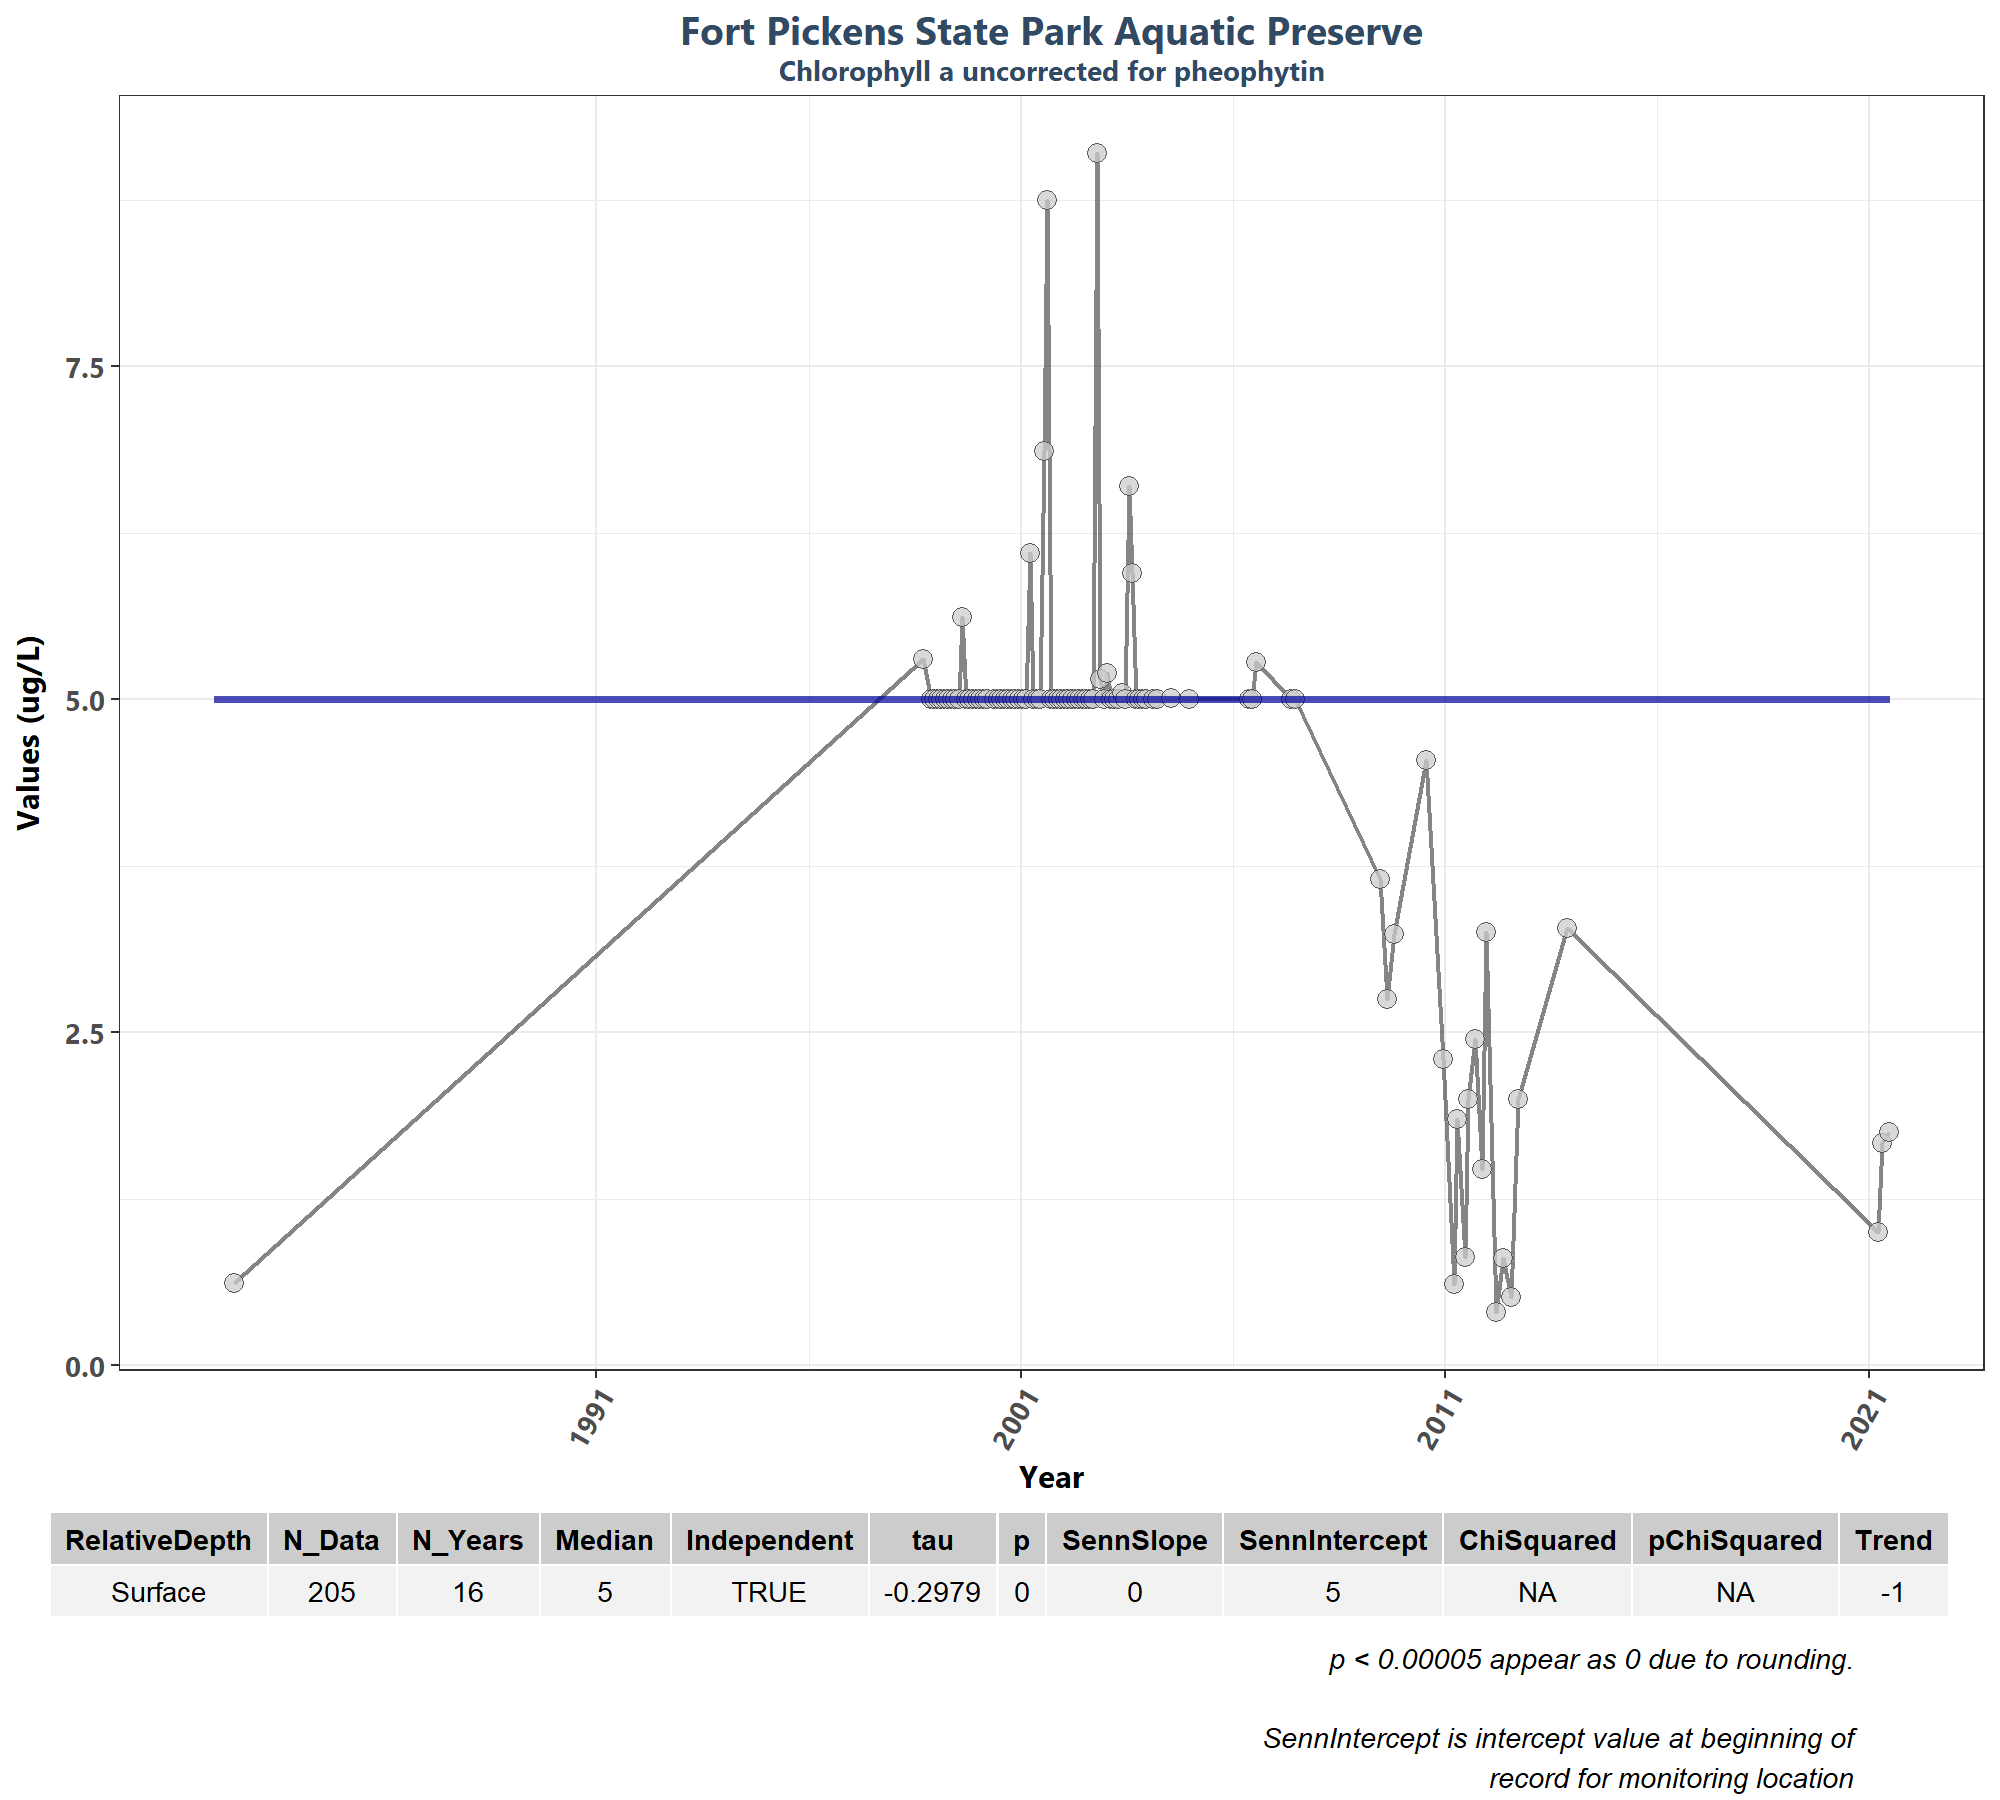 Fort Pickens State Park Aquatic Preserve
Chlorophyll a uncorrected for pheophytin
Values (ug/L)
7.5
5.0
2.5
0.0
1991
2001
2011
2021
Year
RelativeDepth N_Data N_Years Median Independent tau p SennSlope SennIntercept ChiSquared pChiSquared Trend
Surface 205 16 5 TRUE -0.2979 0 0 5 NA NA -1
p < 0.00005 appear as 0 due to rounding.
SennIntercept is intercept value at beginning of
record for monitoring location